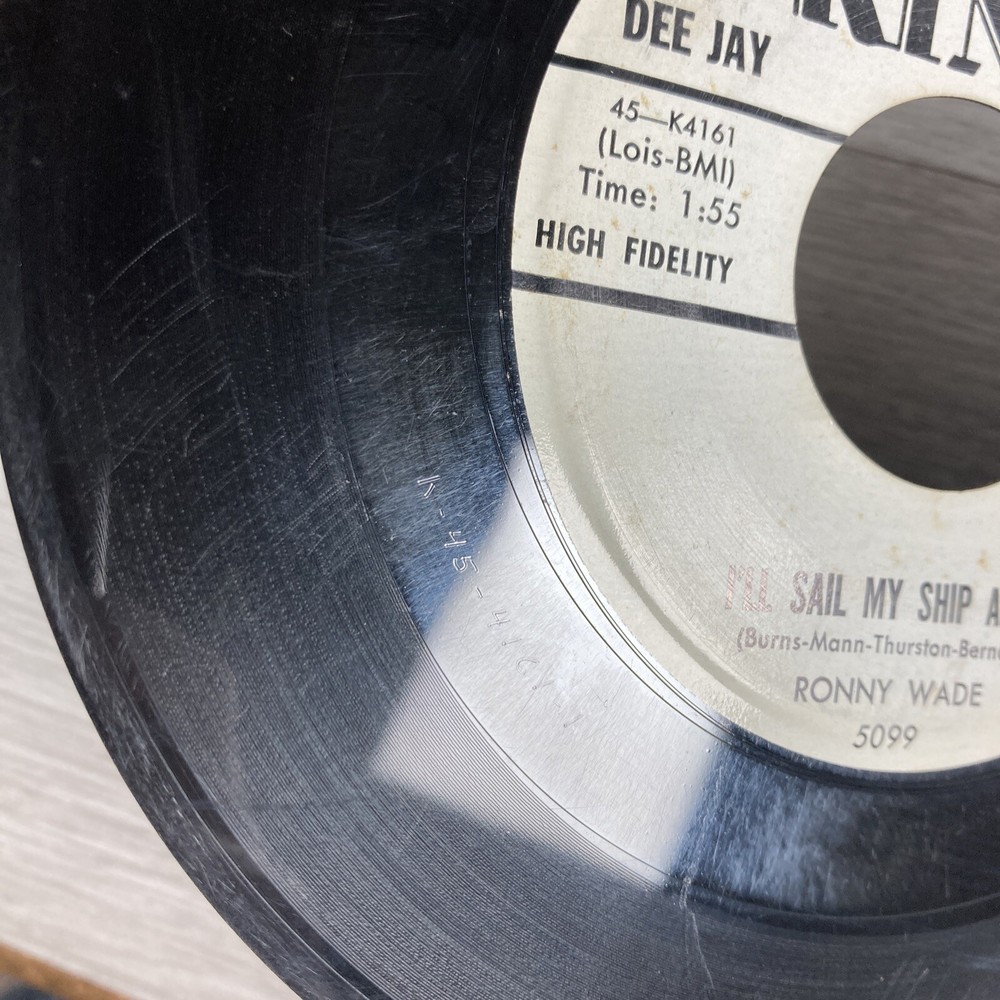 DEE JAY
45—K4161
(Lois-BMI)
Time: 1:55
HIGH FIDELITY
I'LL SAIL MY SHIP
(Burns-Mann-Thurston-
RONNY WADE
5099
K-45-4161